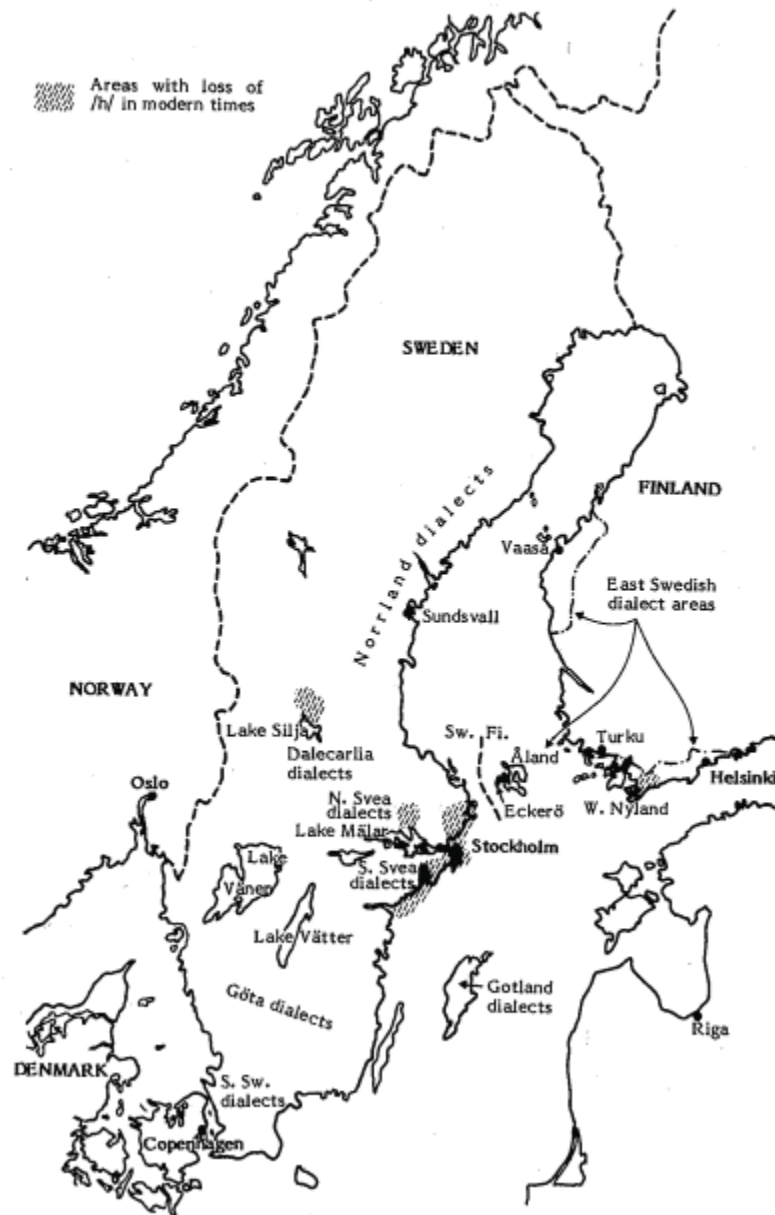 Areas with loss of
/h/ in modern times
SWEDEN
Norrland dialects
FINLAND
Vaasa
East Swedish
dialect areas
Sundsvall
NORWAY
Lake Silja
Dalecarlia
dialects
Sw. Fi.
Åland
Turku
Oslo
Helsinki
Eckerö
W. Nyland
N. Svea
dialects
Lake Mälar
Stockholm
S. Svea
dialects
Lake
Väner
Lake Vätter
Göta dialects
Gotland
dialects
Riga
DENMARK
S. Sw.
dialects
Copenhagen